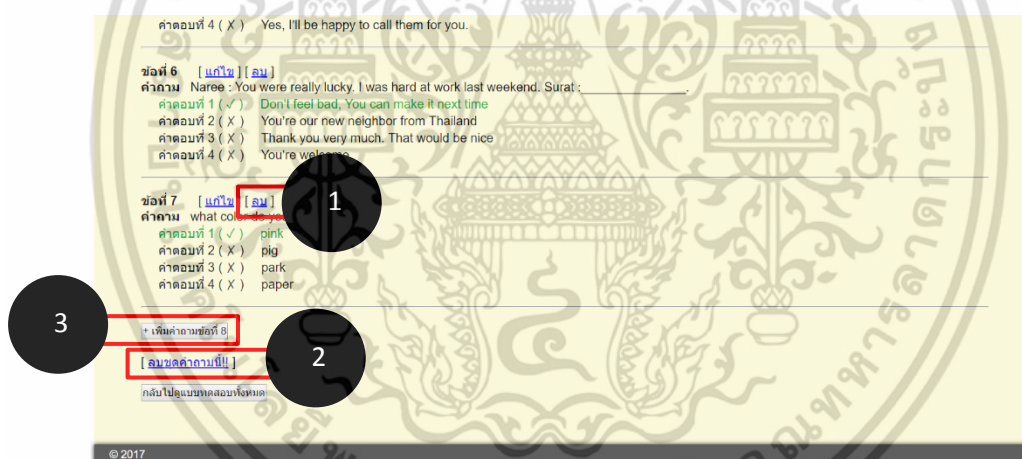 คำตอบที่ 4 ( X ) Yes, I'll be happy to call them for you.
ข้อที่ 6 [ แก้ไข ] [ ลบ ]
คำถาม Naree : You were really lucky. I was hard at work last weekend. Surat :____________________.
คำตอบที่ 1 ( ✓ ) Don't feel bad, You can make it next time
คำตอบที่ 2 ( X ) You're our new neighbor from Thailand
คำตอบที่ 3 ( X ) Thank you very much. That would be nice
คำตอบที่ 4 ( X ) You're welcome
ข้อที่ 7 [ แก้ไข ] [ ลบ ] 1
คำถาม what color do you
คำตอบที่ 1 ( ✓ ) pink
คำตอบที่ 2 ( X ) pig
คำตอบที่ 3 ( X ) park
คำตอบที่ 4 ( X ) paper
3
+ เพิ่มคำถามข้อที่ 8
[ ลบชุดคำถามนี้!! ] 2
กลับไปดูแบบทดสอบทั้งหมด
© 2017